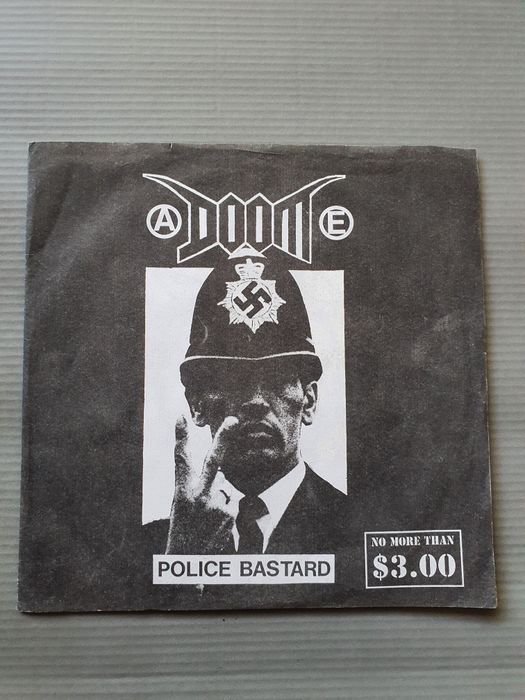 A DOOM E
POLICE BASTARD
NO MORE THAN
$3.00